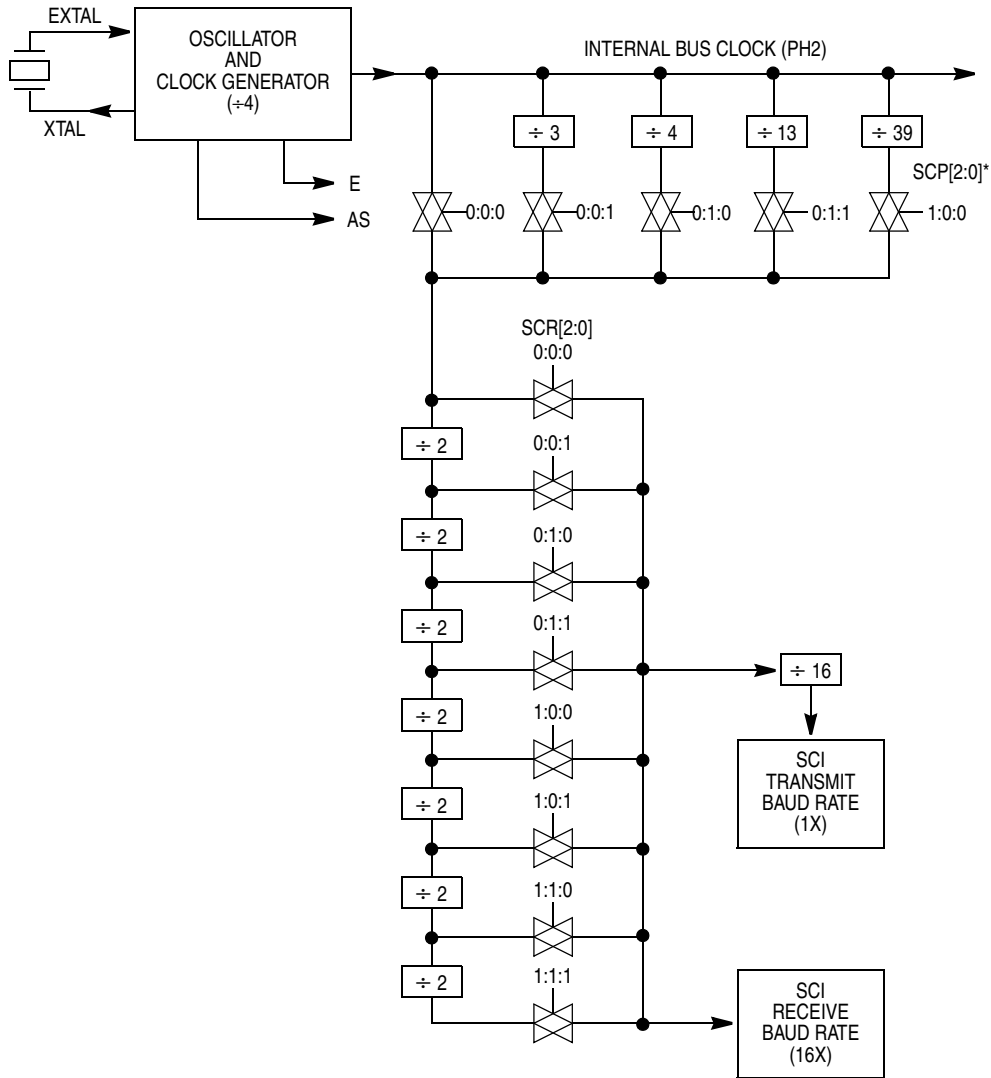 EXTAL
OSCILLATOR
AND
CLOCK GENERATOR
(÷4)
XTAL
E
AS
INTERNAL BUS CLOCK (PH2)
÷ 3
÷ 4
÷ 13
÷ 39
SCP[2:0]*
0:0:0
0:0:1
0:1:0
0:1:1
1:0:0
SCR[2:0]
0:0:0
÷ 2
0:0:1
÷ 2
0:1:0
÷ 2
0:1:1
÷ 16
÷ 2
1:0:0
SCI
TRANSMIT
BAUD RATE
(1X)
÷ 2
1:0:1
÷ 2
1:1:0
÷ 2
1:1:1
SCI
RECEIVE
BAUD RATE
(16X)